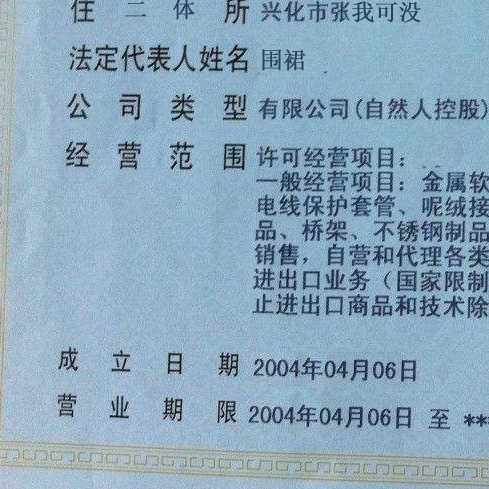 住 二 体 所 兴化市张我可没
法定代表人姓名 围裙
公 司 类 型 有限公司(自然人控股)
经 营 范 围 许可经营项目：
一般经营项目：金属软
电线保护套管、呢绒接
品、桥架、不锈钢制品
销售，自营和代理各类
进出口业务（国家限制
止进出口商品和技术除
成 立 日 期 2004年04月06日
营 业 期 限 2004年04月06日 至 **